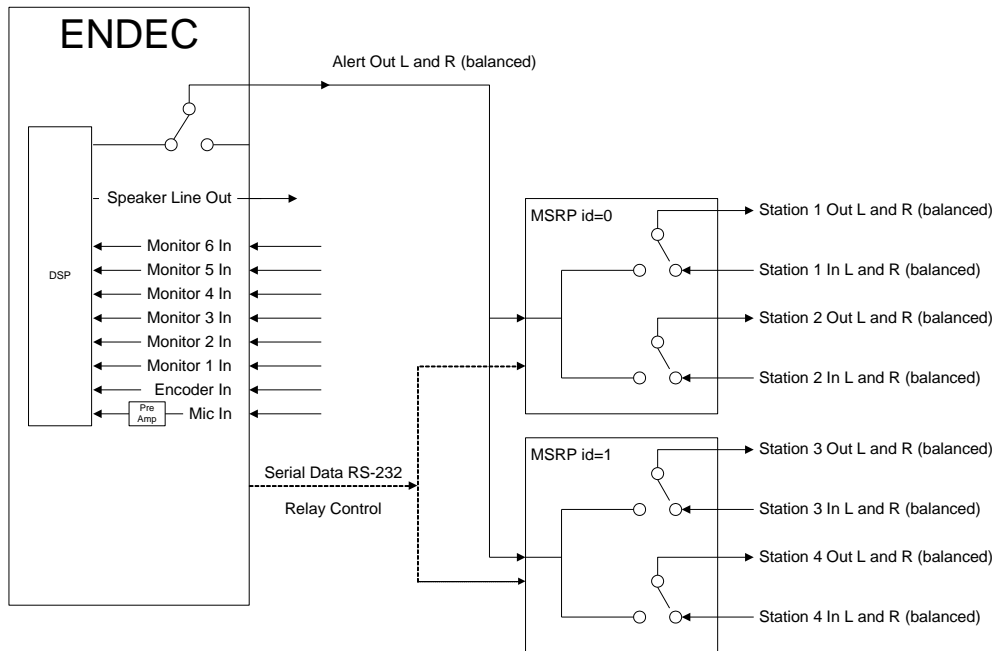 ENDEC
Alert Out L and R (balanced)
DSP
Speaker Line Out
Monitor 6 In
Monitor 5 In
Monitor 4 In
Monitor 3 In
Monitor 2 In
Monitor 1 In
Encoder In
Pre
Amp
Mic In
Serial Data RS-232
Relay Control
MSRP id=0
Station 1 Out L and R (balanced)
Station 1 In L and R (balanced)
Station 2 Out L and R (balanced)
Station 2 In L and R (balanced)
MSRP id=1
Station 3 Out L and R (balanced)
Station 3 In L and R (balanced)
Station 4 Out L and R (balanced)
Station 4 In L and R (balanced)